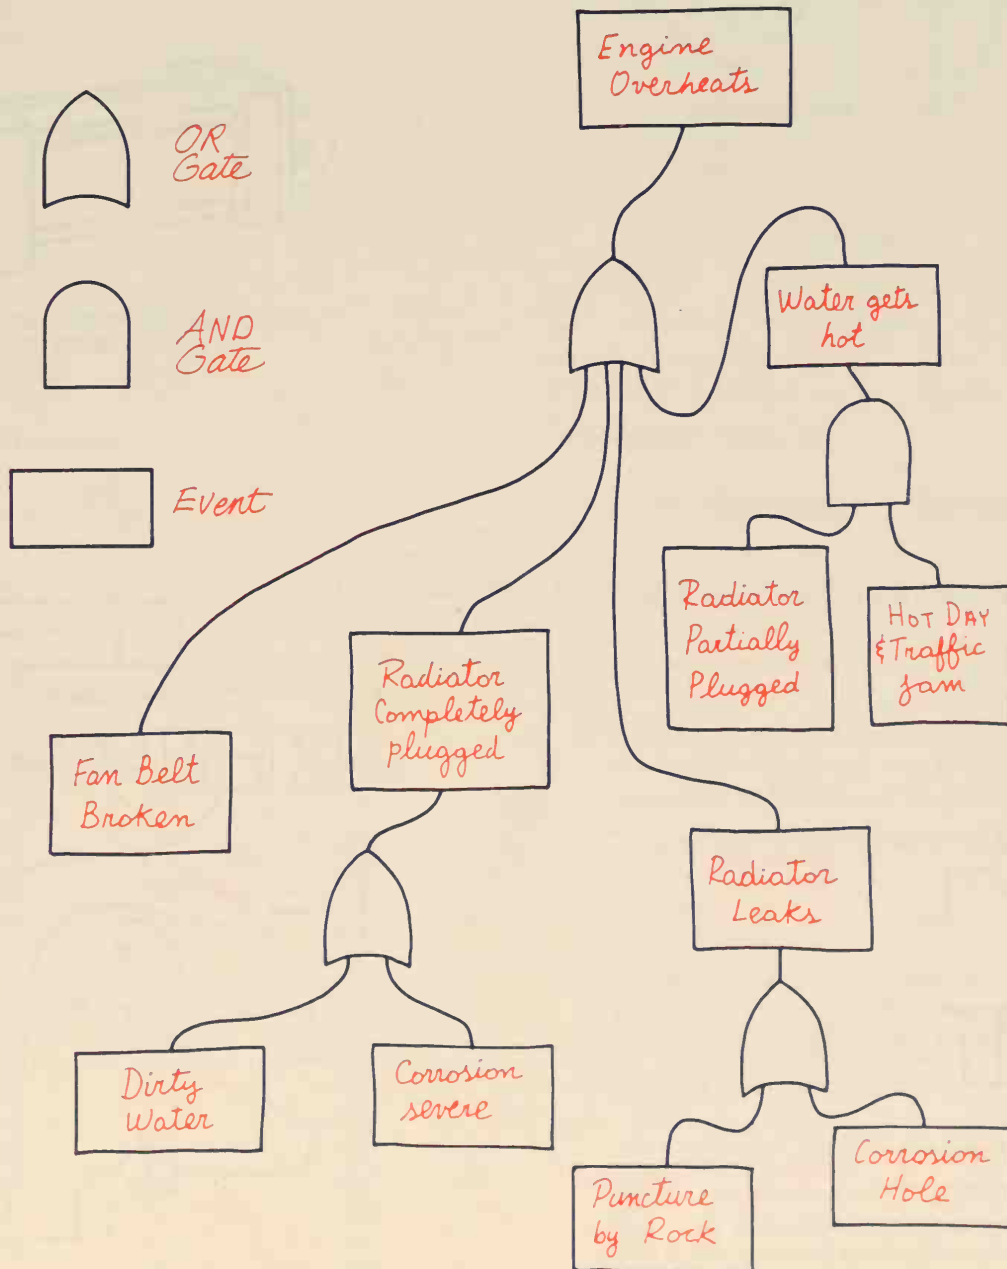 Engine
Overheats
OR
Gate
AND
Gate
Event
Water gets
hot
Radiator
Partially
Plugged
HOT DAY
& Traffic
Jam
Radiator
Completely
plugged
Fan Belt
Broken
Radiator
Leaks
Dirty
Water
Corrosion
severe
Puncture
by Rock
Corrosion
Hole